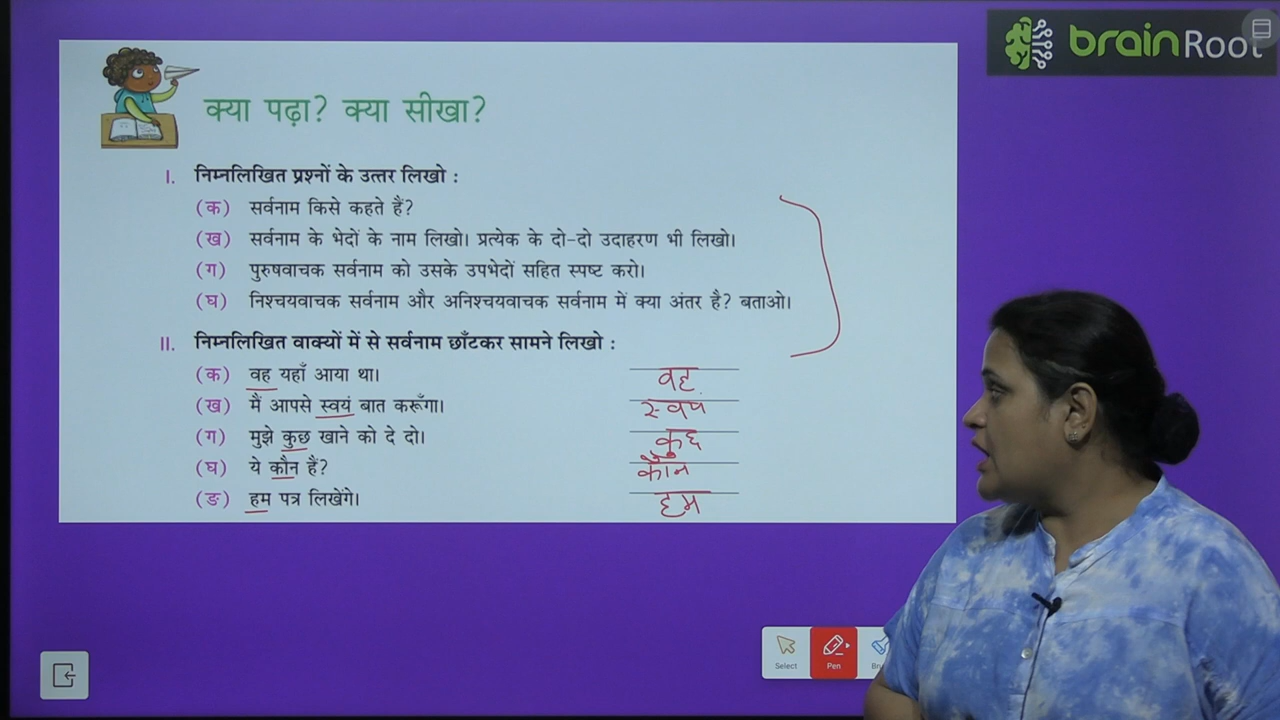 brainRoot
क्या पढ़ा? क्या सीखा?
I. निम्नलिखित प्रश्नों के उत्तर लिखो :
(क) सर्वनाम किसे कहते हैं?
(ख) सर्वनाम के भेदों के नाम लिखो। प्रत्येक के दो-दो उदाहरण भी लिखो।
(ग) पुरुषवाचक सर्वनाम को उसके उपभेदों सहित स्पष्ट करो।
(घ) निश्चयवाचक सर्वनाम और अनिश्चयवाचक सर्वनाम में क्या अंतर है? बताओ।
II. निम्नलिखित वाक्यों में से सर्वनाम छाँटकर सामने लिखो :
(क) वह यहाँ आया था। वह
(ख) मैं आपसे स्वयं बात करूँगा। स्वयं
(ग) मुझे कुछ खाने को दे दो। कुछ
(घ) ये कौन हैं? कौन
(ङ) हम पत्र लिखेंगे। हम
Select Pen